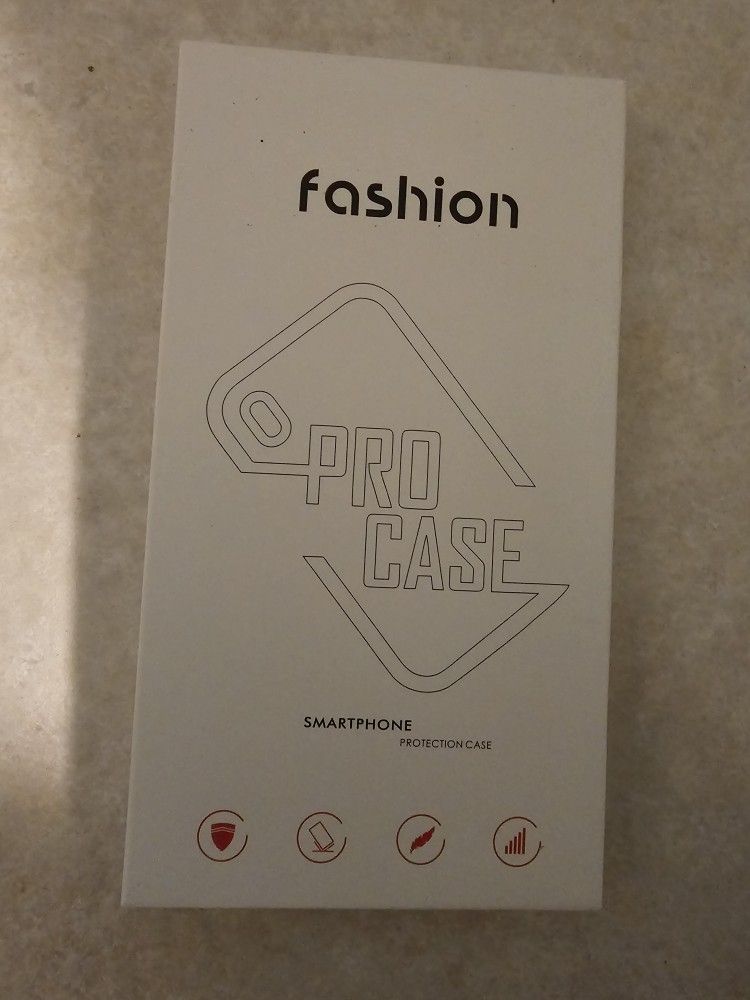 fashion
PRO
CASE
SMARTPHONE
PROTECTION CASE